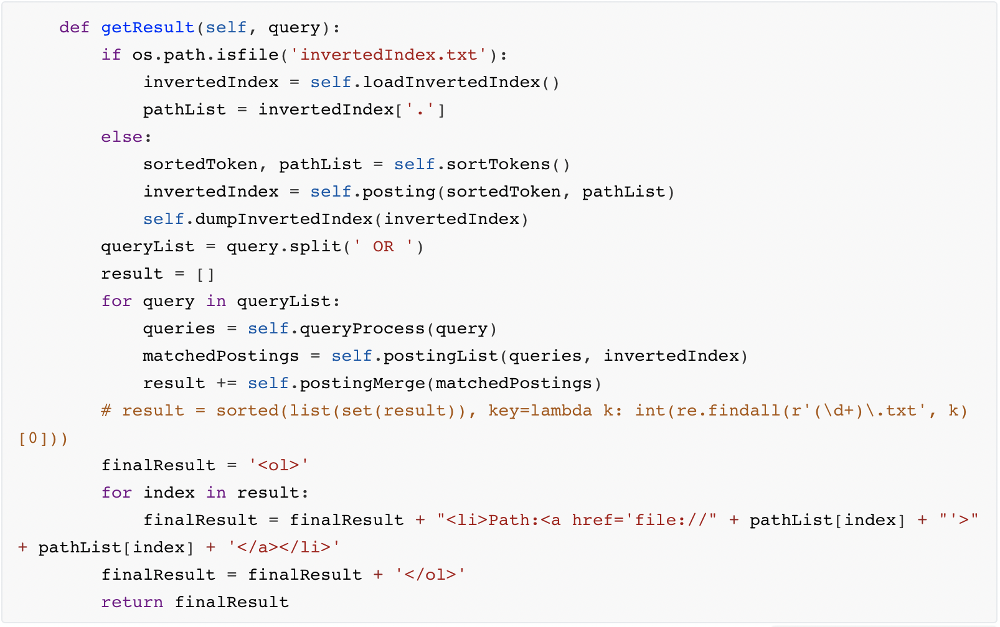 def getResult(self, query):
if os.path.isfile('invertedIndex.txt'):
invertedIndex = self.loadInvertedIndex()
pathList = invertedIndex['.']
else:
sortedToken, pathList = self.sortTokens()
invertedIndex = self.posting(sortedToken, pathList)
self.dumpInvertedIndex(invertedIndex)
queryList = query.split(' OR ')
result = []
for query in queryList:
queries = self.queryProcess(query)
matchedPostings = self.postingList(queries, invertedIndex)
result += self.postingMerge(matchedPostings)
# result = sorted(list(set(result)), key=lambda k: int(re.findall(r'(\d+)\.txt', k)
[0]))
finalResult = '<ol>'
for index in result:
finalResult = finalResult + "<li>Path:<a href='file://" + pathList[index] + "'>"
+ pathList[index] + '</a></li>'
finalResult = finalResult + '</ol>'
return finalResult